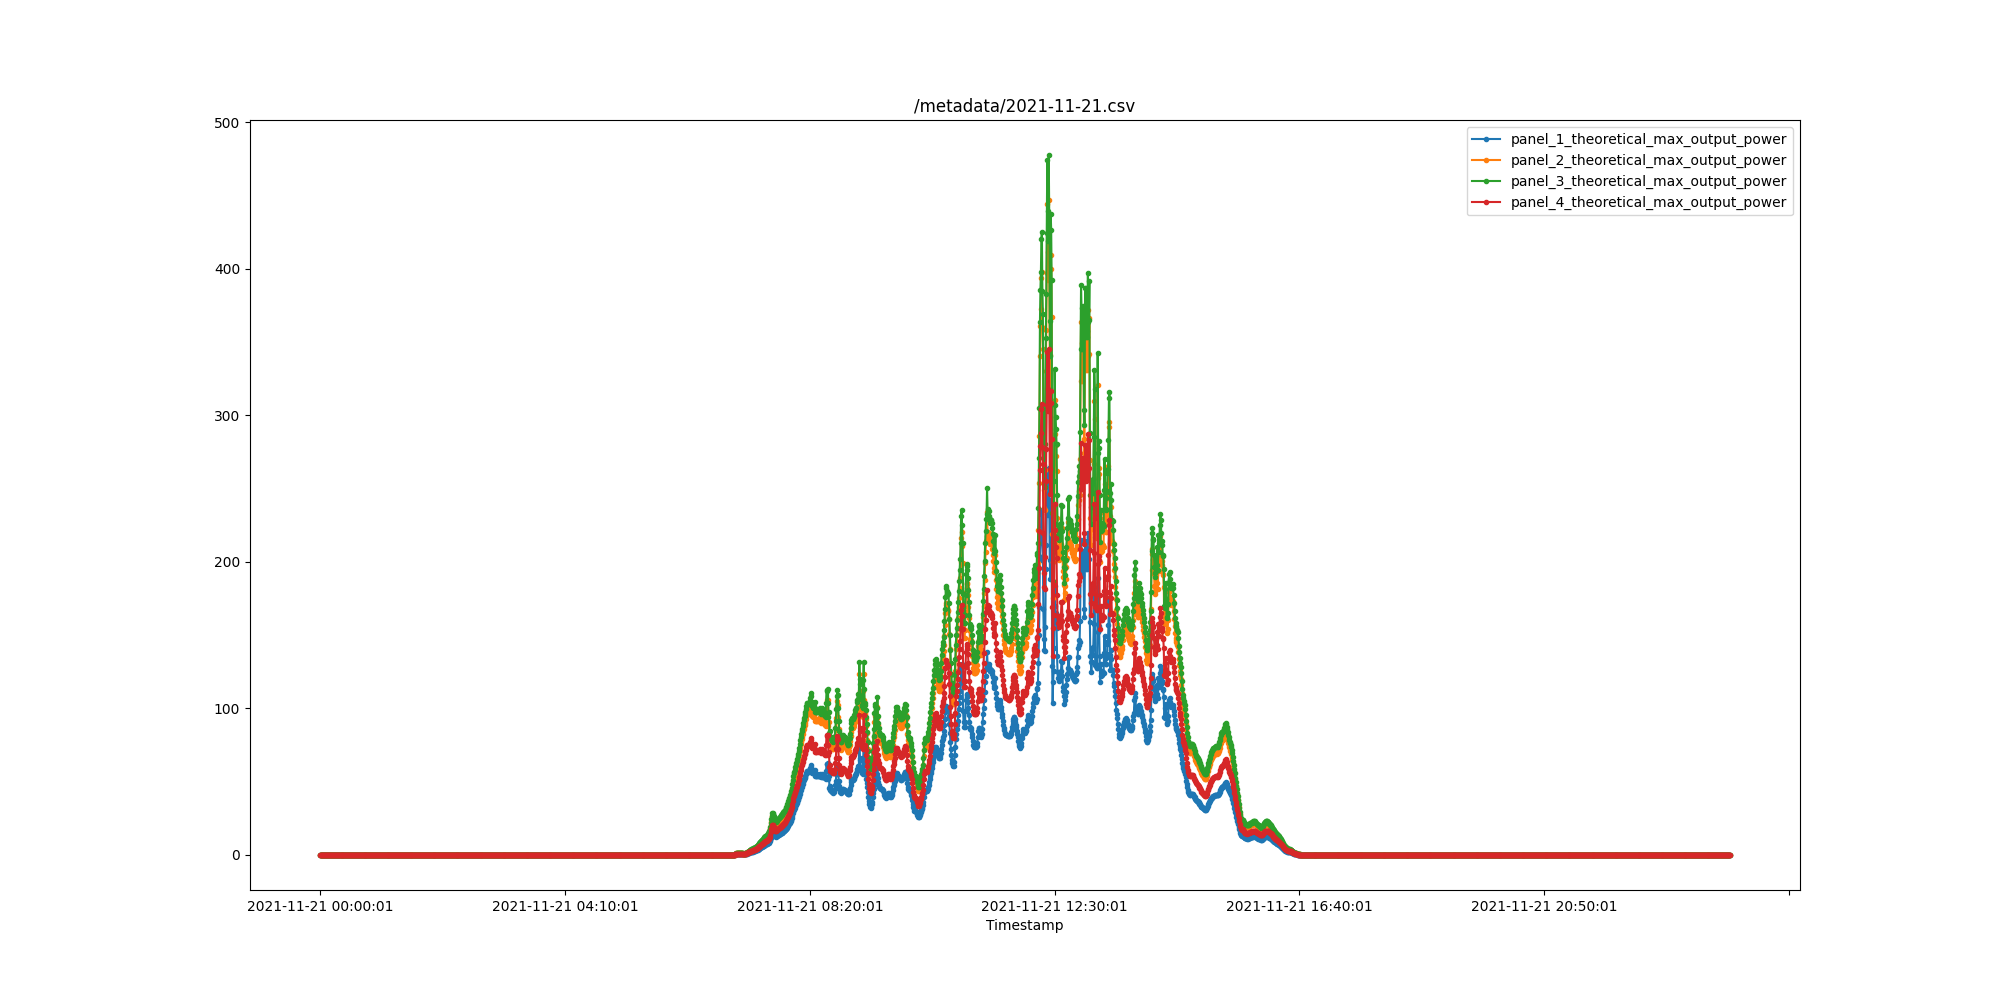 /metadata/2021-11-21.csv
500
400
300
200
100
0
panel_1_theoretical_max_output_power
panel_2_theoretical_max_output_power
panel_3_theoretical_max_output_power
panel_4_theoretical_max_output_power
2021-11-21 00:00:01
2021-11-21 04:10:01
2021-11-21 08:20:01
2021-11-21 12:30:01
2021-11-21 16:40:01
2021-11-21 20:50:01
Timestamp